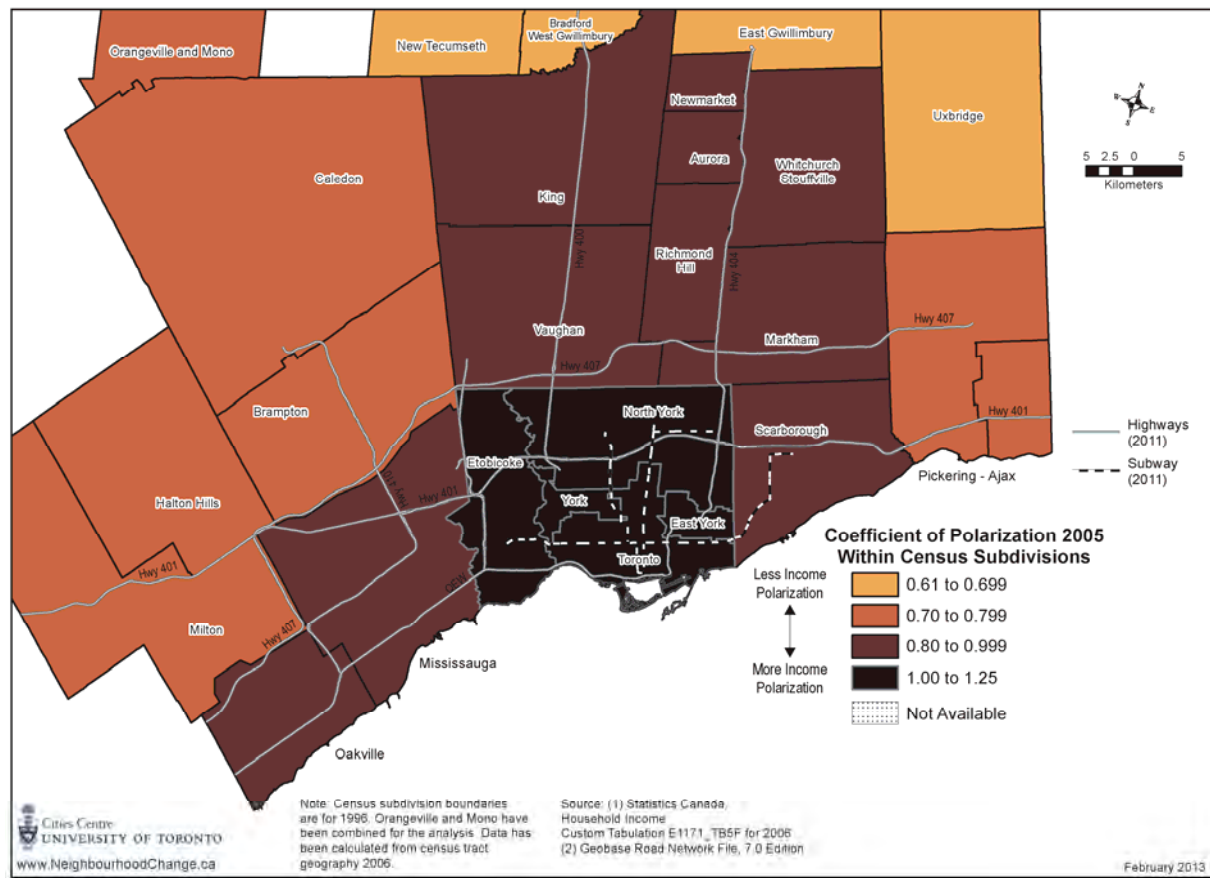 Orangeville and Mono
New Tecumseth
Bradford
West Gwillimbury
East Gwillimbury
Newmarket
Uxbridge
Aurora
Whitchurch
Stouffville
Caledon
King
N
W
E
S
5 2.5 0 5
Kilometers
Hwy 400
Richmond
Hill
Hwy 404
Vaughan
Hwy 407
Markham
Hwy 407
Brampton
North York
Scarborough
Hwy 401
Etobicoke
Highways
(2011)
Subway
(2011)
Pickering - Ajax
Halton Hills
Hwy 410
Hwy 401
York
East York
Toronto
Hwy 401
QEW
Milton
Hwy 407
Mississauga
Oakville
Coefficient of Polarization 2005
Within Census Subdivisions
Less Income
Polarization
More Income
Polarization
0.61 to 0.699
0.70 to 0.799
0.80 to 0.999
1.00 to 1.25
Not Available
Cities Centre
UNIVERSITY OF TORONTO
www.NeighbourhoodChange.ca
Note: Census subdivision boundaries
are for 1996. Orangeville and Mono have
been combined for the analysis. Data has
been calculated from census tract
geography 2006.
Source: (1) Statistics Canada,
Household Income
Custom Tabulation E1171_TB5F for 2006
(2) Geobase Road Network File, 7.0 Edition
February 2013